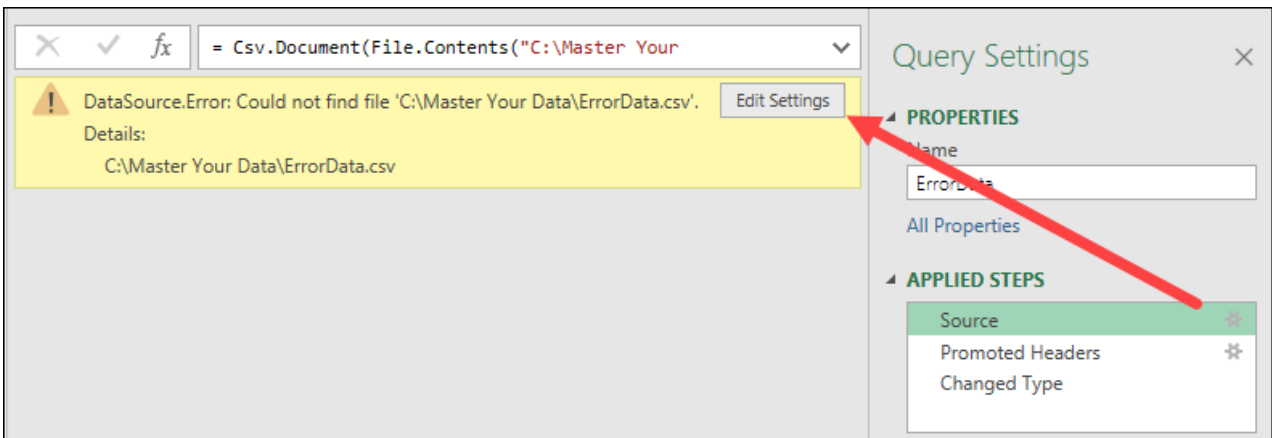 fx = Csv.Document(File.Contents("C:\Master Your
DataSource.Error: Could not find file 'C:\Master Your Data\ErrorData.csv'.
Edit Settings
Details:
C:\Master Your Data\ErrorData.csv
Query Settings
PROPERTIES
Name
ErrorData
All Properties
APPLIED STEPS
Source
Promoted Headers
Changed Type